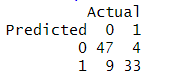 Actual
Predicted 0 1
0 47 4
1 9 33